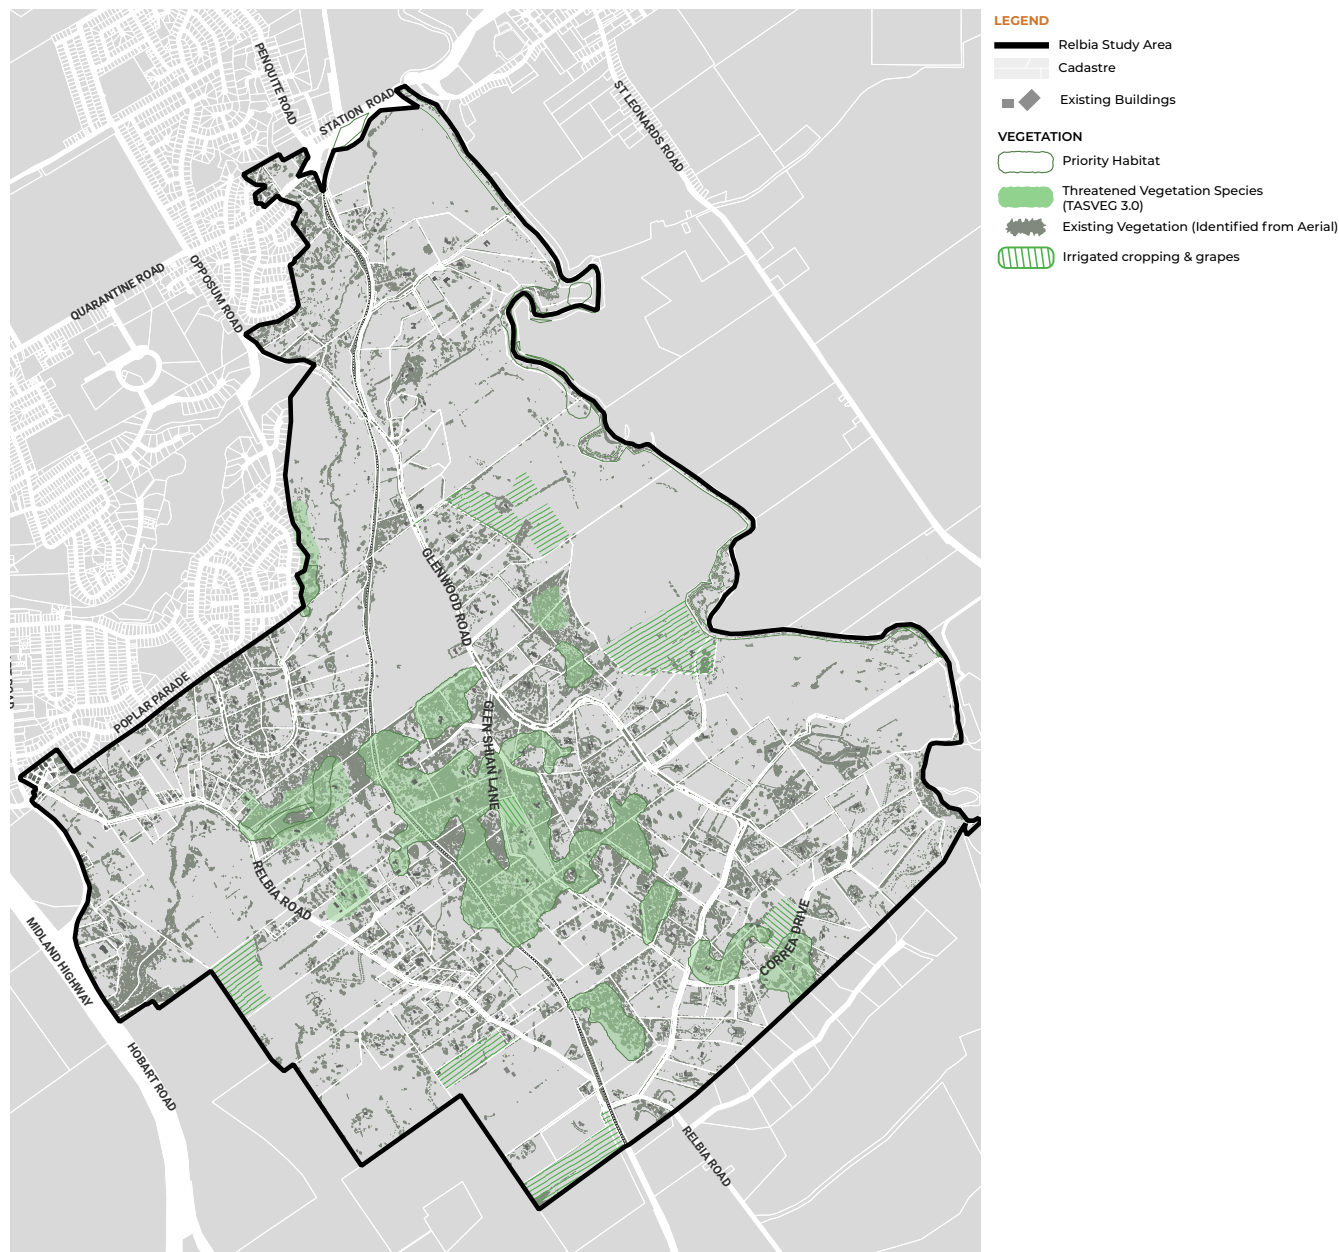 LEGEND
Relbia Study Area
Cadastre
Existing Buildings
VEGETATION
Priority Habitat
Threatened Vegetation Species
(TASVEG 3.0)
Existing Vegetation (Identified from Aerial)
Irrigated cropping & grapes
PENQUITE ROAD
STATION ROAD
ST LEONARDS ROAD
QUARANTINE ROAD
OPPOSUM ROAD
GLENWOOD ROAD
POPLAR PARADE
GLEN SHIAN LANE
RELBIA ROAD
CORREA DRIVE
MIDLAND HIGHWAY
HOBART ROAD
RELBIA ROAD